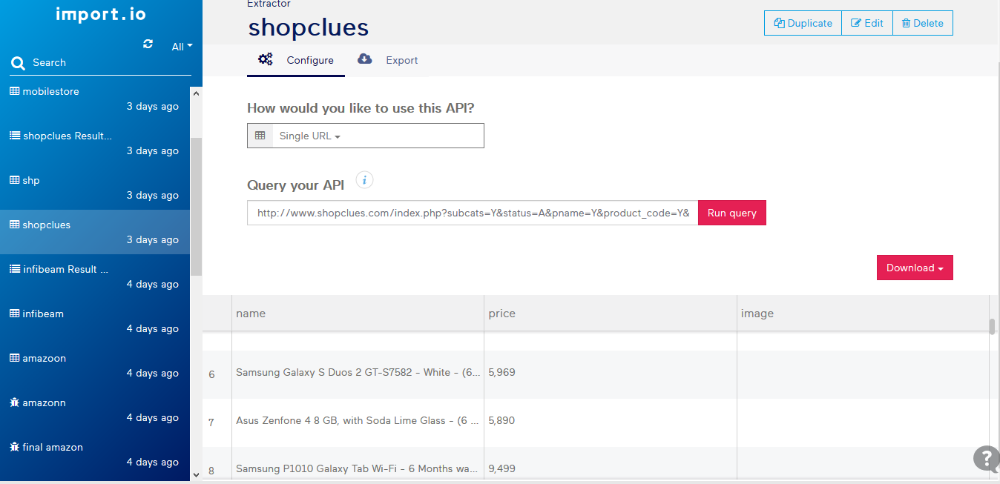 import.io
All
Search
mobilestore
3 days ago
shopclues Result...
3 days ago
shp
3 days ago
shopclues
3 days ago
infibeam Result ...
4 days ago
infibeam
4 days ago
amazoon
4 days ago
amazonn
4 days ago
final amazon
4 days ago
Extractor
shopclues
Duplicate Edit Delete
Configure Export
How would you like to use this API?
Single URL
Query your API i
http://www.shopclues.com/index.php?subcats=Y&status=A&pname=Y&product_code=Y& Run query
Download
name price image
6 Samsung Galaxy S Duos 2 GT-S7582 - White - (6... 5,969
7 Asus Zenfone 4 8 GB, with Soda Lime Glass - (6 ... 5,890
8 Samsung P1010 Galaxy Tab Wi-Fi - 6 Months wa... 9,499
?